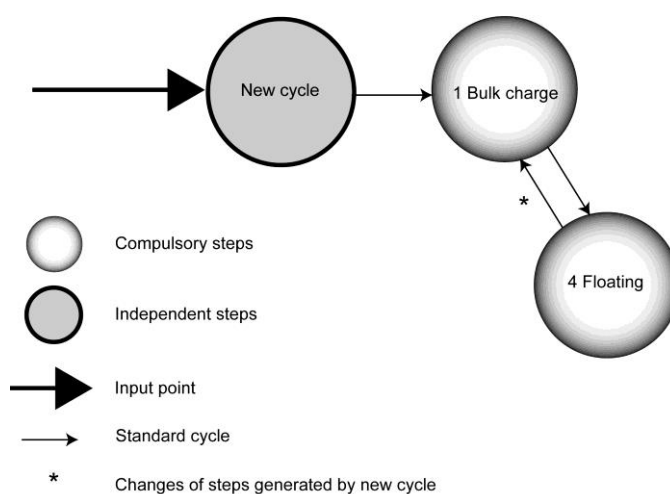 New cycle
1 Bulk charge
*
4 Floating
Compulsory steps
Independent steps
Input point
Standard cycle
* Changes of steps generated by new cycle